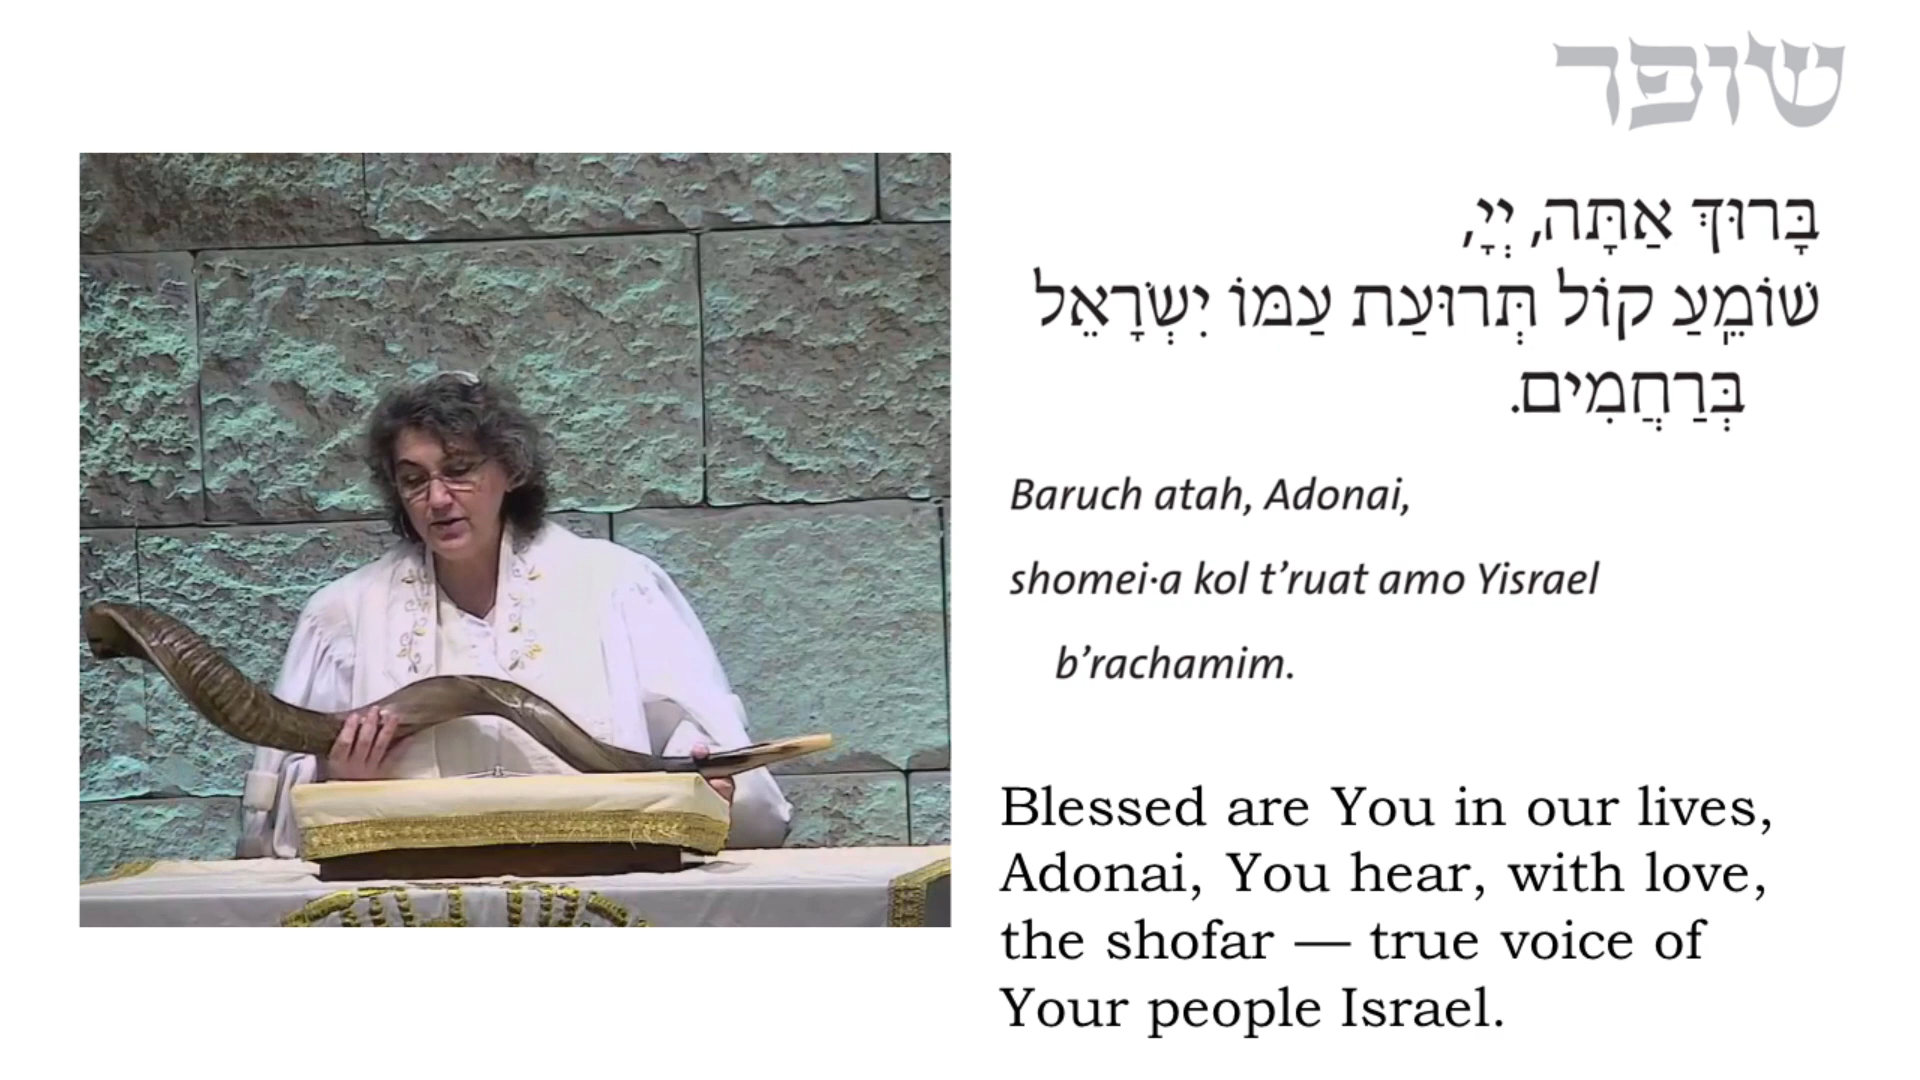 שופר
בָּרוּךְ אַתָּה, יְיָ,
שׁוֹמֵֽעַ קוֹל תְּרוּעַת עַמּוֹ יִשְׂרָאֵל
בְּרַחֲמִים.
Baruch atah, Adonai,
shomei·a kol t’ruat amo Yisrael
b’rachamim.
Blessed are You in our lives,
Adonai, You hear, with love,
the shofar — true voice of
Your people Israel.